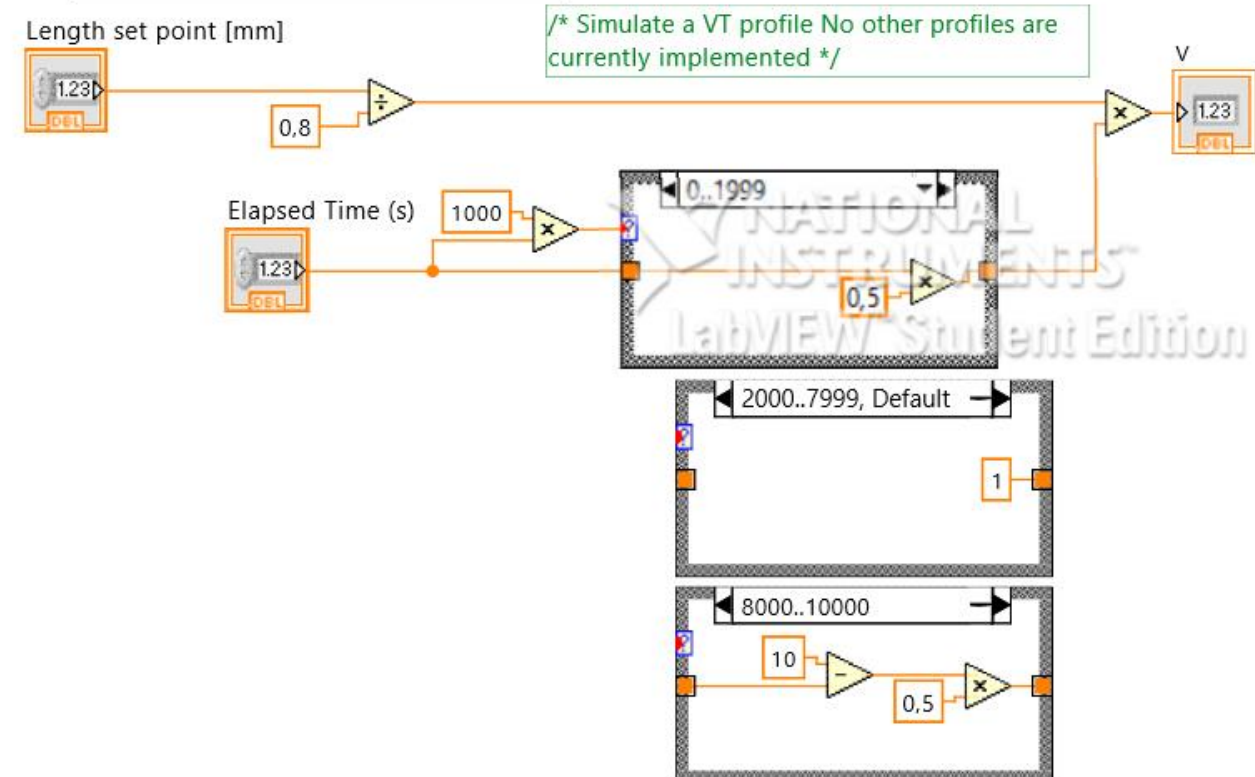 Length set point [mm]
/* Simulate a VT profile No other profiles are
currently implemented */
V
1.23
DBL
÷
0,8
×
1.23
DBL
Elapsed Time (s)
1000
×
1.23
DBL
0..1999
?
×
0,5
NATIONAL
INSTRUMENTS™
LabVIEW™ Student Edition
2000..7999, Default
?
1
8000..10000
?
10
-
×
0,5